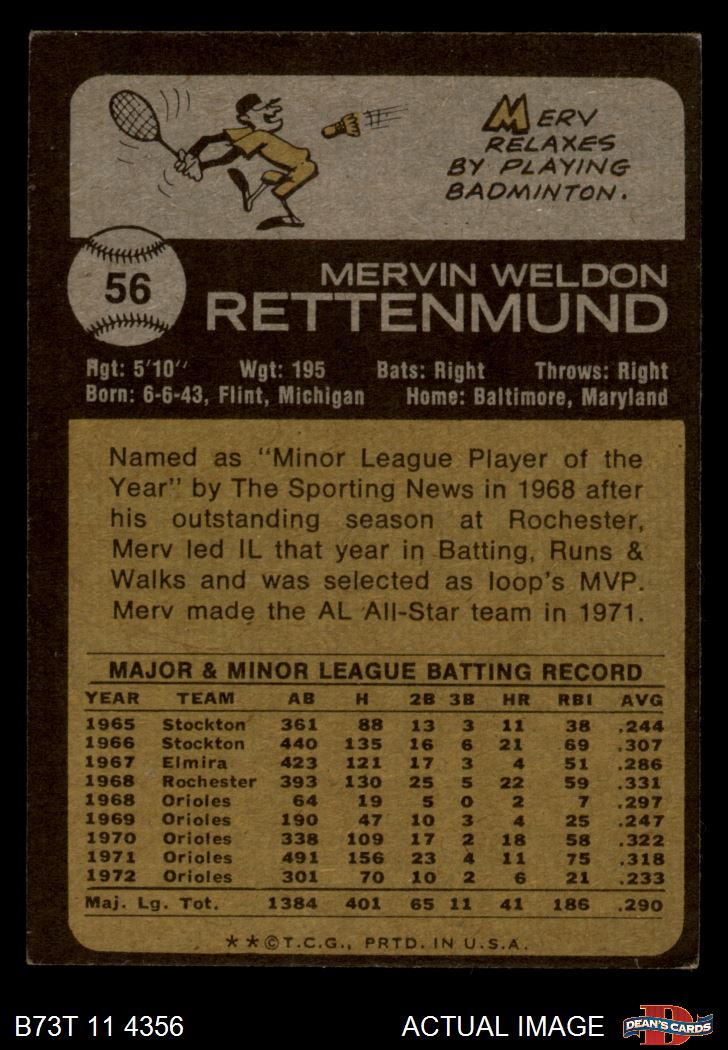 MERV
RELAXES
BY PLAYING
BADMINTON.
56
MERVIN WELDON
RETTENMUND
Hgt: 5'10" Wgt: 195 Bats: Right Throws: Right
Born: 6-6-43, Flint, Michigan Home: Baltimore, Maryland
Named as "Minor League Player of the
Year" by The Sporting News in 1968 after
his outstanding season at Rochester,
Merv led IL that year in Batting, Runs &
Walks and was selected as loop's MVP.
Merv made the AL All-Star team in 1971.
MAJOR & MINOR LEAGUE BATTING RECORD
YEAR TEAM AB H 2B 3B HR RBI AVG
1965 Stockton 361 88 13 3 11 38 .244
1966 Stockton 440 135 16 6 21 69 .307
1967 Elmira 423 121 17 3 4 51 .286
1968 Rochester 393 130 25 5 22 59 .331
1968 Orioles 64 19 5 0 2 7 .297
1969 Orioles 190 47 10 3 4 25 .247
1970 Orioles 338 109 17 2 18 58 .322
1971 Orioles 491 156 23 4 11 75 .318
1972 Orioles 301 70 10 2 6 21 .233
Maj. Lg. Tot. 1384 401 65 11 41 186 .290
**©T.C.G., PRTD. IN U.S.A.
B73T 11 4356 ACTUAL IMAGE D DEAN'S CARDS